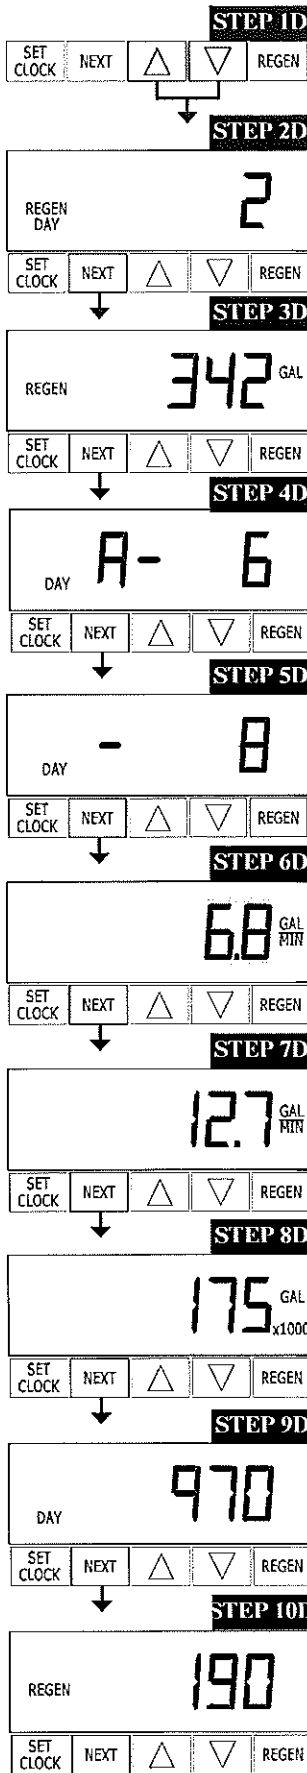 STEP 1D
SET CLOCK NEXT REGEN
STEP 2D
REGEN DAY 2
SET CLOCK NEXT REGEN
STEP 3D
REGEN 342 GAL
SET CLOCK NEXT REGEN
STEP 4D
DAY A- 6
SET CLOCK NEXT REGEN
STEP 5D
DAY - 8
SET CLOCK NEXT REGEN
STEP 6D
6.8 GAL MIN
SET CLOCK NEXT REGEN
STEP 7D
12.7 GAL MIN
SET CLOCK NEXT REGEN
STEP 8D
175 GAL x1000
SET CLOCK NEXT REGEN
STEP 9D
DAY 970
SET CLOCK NEXT REGEN
STEP 10D
REGEN 190
SET CLOCK NEXT REGEN